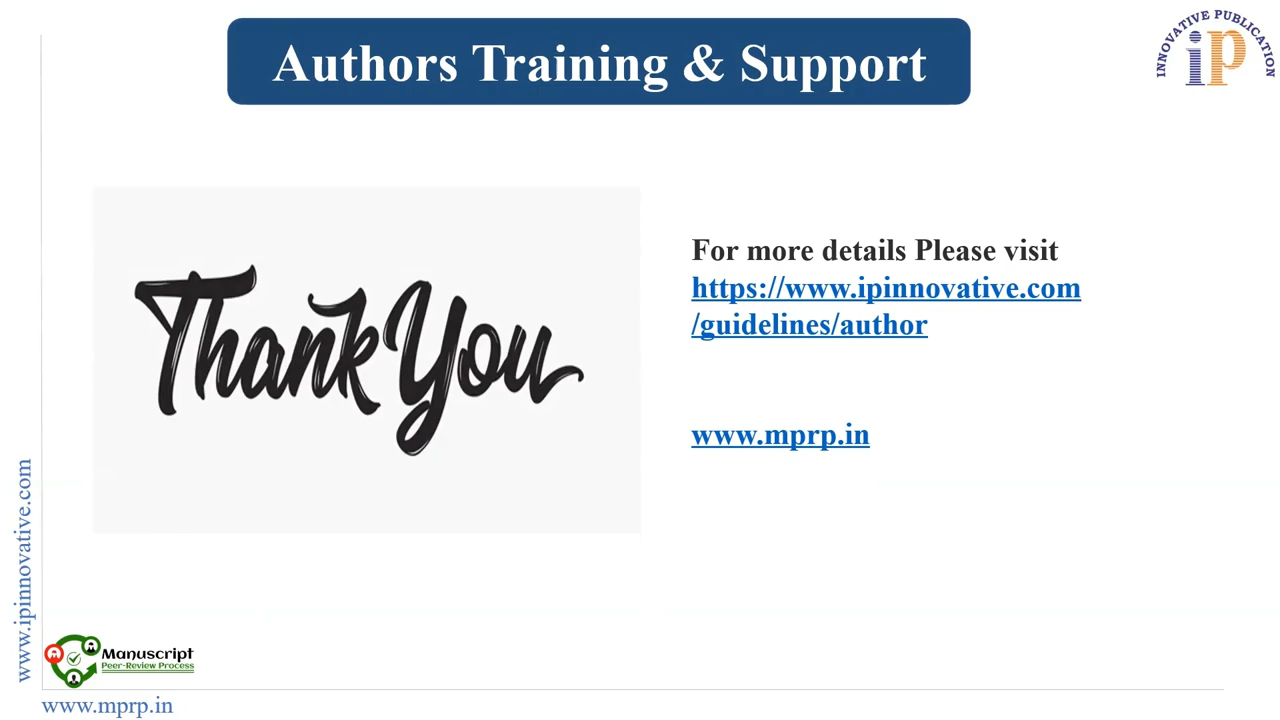 Authors Training & Support
INNOVATIVE PUBLICATION
ip
Thank You
For more details Please visit
https://www.ipinnovative.com
/guidelines/author
www.mprp.in
www.ipinnovative.com
Manuscript
Peer-Review Process
www.mprp.in